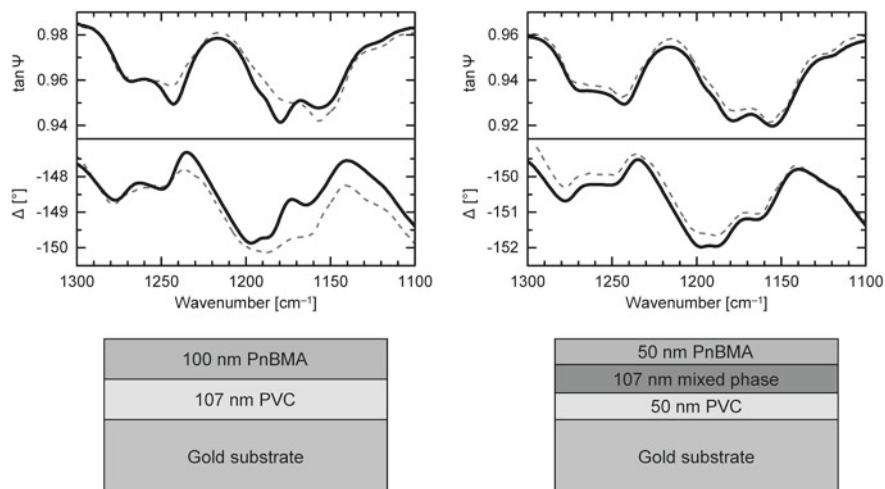 tan Ψ
0.98
0.96
0.94
Δ [°]
-148
-149
-150
1300
1250
1200
1150
1100
Wavenumber [cm⁻¹]
tan Ψ
0.96
0.94
0.92
Δ [°]
-150
-151
-152
1300
1250
1200
1150
1100
Wavenumber [cm⁻¹]
100 nm PnBMA
107 nm PVC
Gold substrate
50 nm PnBMA
107 nm mixed phase
50 nm PVC
Gold substrate